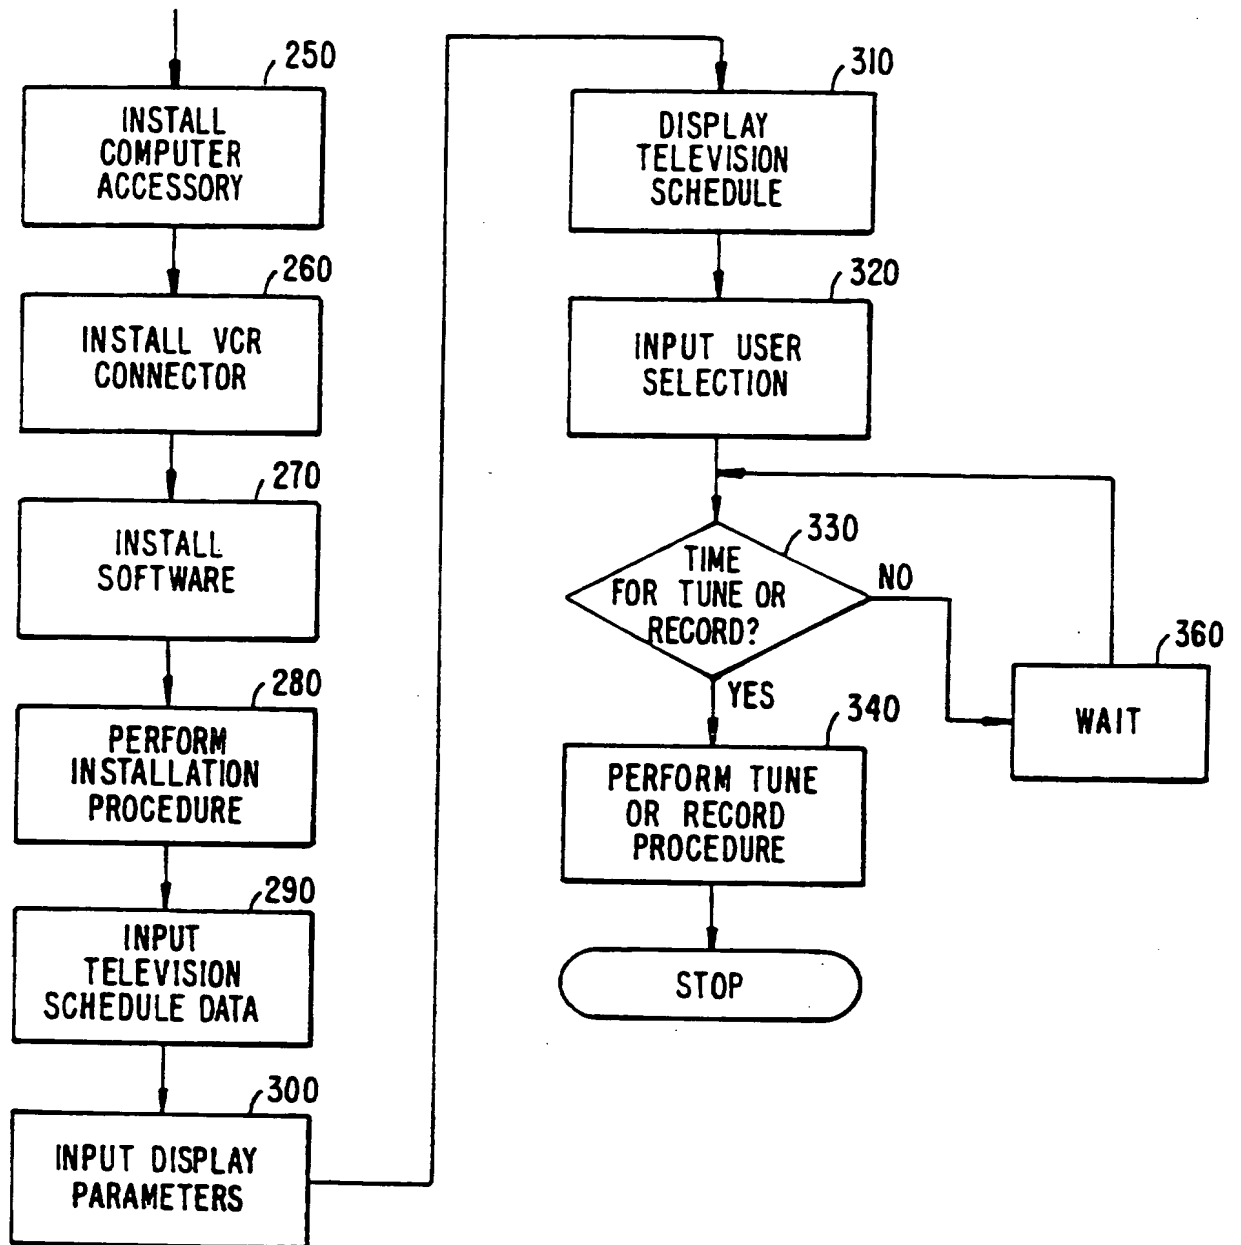 250
INSTALL
COMPUTER
ACCESSORY
260
INSTALL VCR
CONNECTOR
270
INSTALL
SOFTWARE
280
PERFORM
INSTALLATION
PROCEDURE
290
INPUT
TELEVISION
SCHEDULE DATA
300
INPUT DISPLAY
PARAMETERS
310
DISPLAY
TELEVISION
SCHEDULE
320
INPUT USER
SELECTION
330
TIME
FOR TUNE OR
RECORD?
NO
YES
360
WAIT
340
PERFORM TUNE
OR RECORD
PROCEDURE
STOP